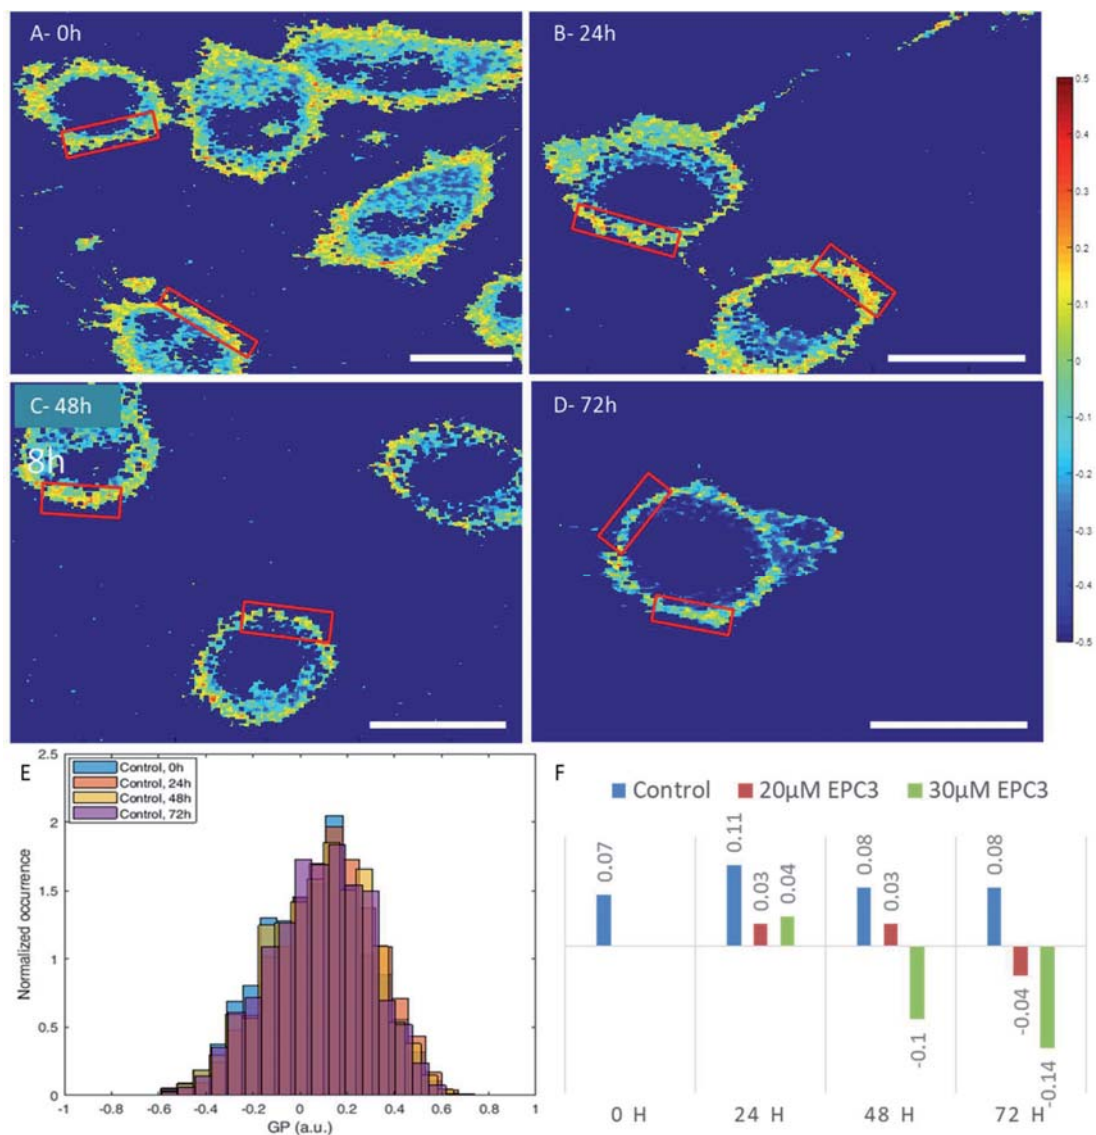 A- 0h
B- 24h
0.5
0.4
0.3
0.2
0.1
0
-0.1
-0.2
-0.3
-0.4
-0.5
C- 48h
8h
D- 72h
E
2.5
2
1.5
1
0.5
0
Normalized occurrence
Control, 0h
Control, 24h
Control, 48h
Control, 72h
-1 -0.8 -0.6 -0.4 -0.2 0 0.2 0.4 0.6 0.8 1
GP (a.u.)
F
Control 20μM EPC3 30μM EPC3
0.07
0.11
0.03
0.04
0.08
0.03
-0.1
0.08
-0.04
-0.14
0 H 24 H 48 H 72 H